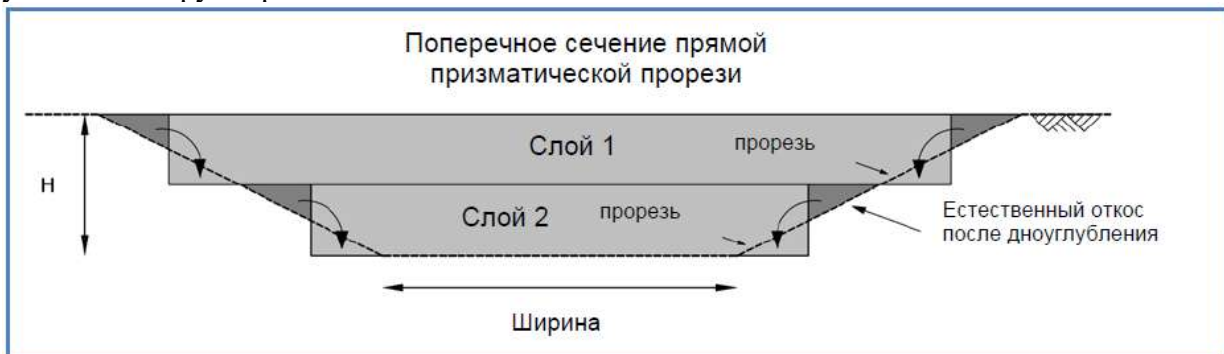 Поперечное сечение прямой
призматической прорези
Слой 1
прорезь
H
Слой 2
прорезь
Естественный откос
после дноуглубления
Ширина